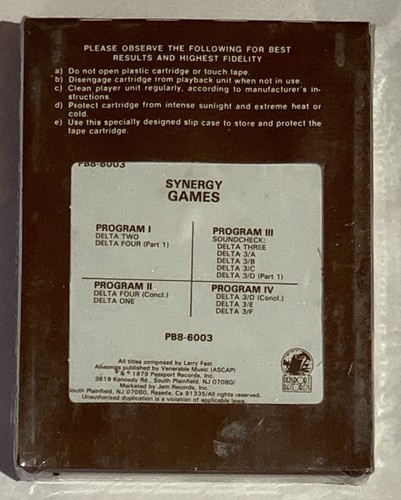 PLEASE OBSERVE THE FOLLOWING FOR BEST
RESULTS AND HIGHEST FIDELITY
a) Do not open plastic cartridge or touch tape.
b) Disengage cartridge from playback unit when not in use.
c) Clean player unit regularly, according to manufacturer's in-
structions.
d) Protect cartridge from intense sunlight and extreme heat or
cold.
e) Use this specially designed slip case to store and protect the
tape cartridge.
PB8-6003
SYNERGY
GAMES
PROGRAM I
DELTA TWO
DELTA FOUR (Part 1)
PROGRAM II
DELTA FOUR (Concl.)
DELTA ONE
PROGRAM III
SOUNDCHECK:
DELTA THREE
DELTA 3/A
DELTA 3/B
DELTA 3/C
DELTA 3/D (Part 1)
PROGRAM IV
DELTA 3/D (Concl.)
DELTA 3/E
DELTA 3/F
PB8-6003
All titles composed by Larry Fast
All songs published by Venerable Music (ASCAP)
℗ & © 1979 Passport Records, Inc.
3619 Kennedy Rd., South Plainfield, NJ 07080/
Marketed by Jem Records, Inc.
South Plainfield, NJ 07080, Reseda, CA 91335/All rights reserved.
Unauthorized duplication is a violation of applicable laws.
PASSPORT
RECORDS